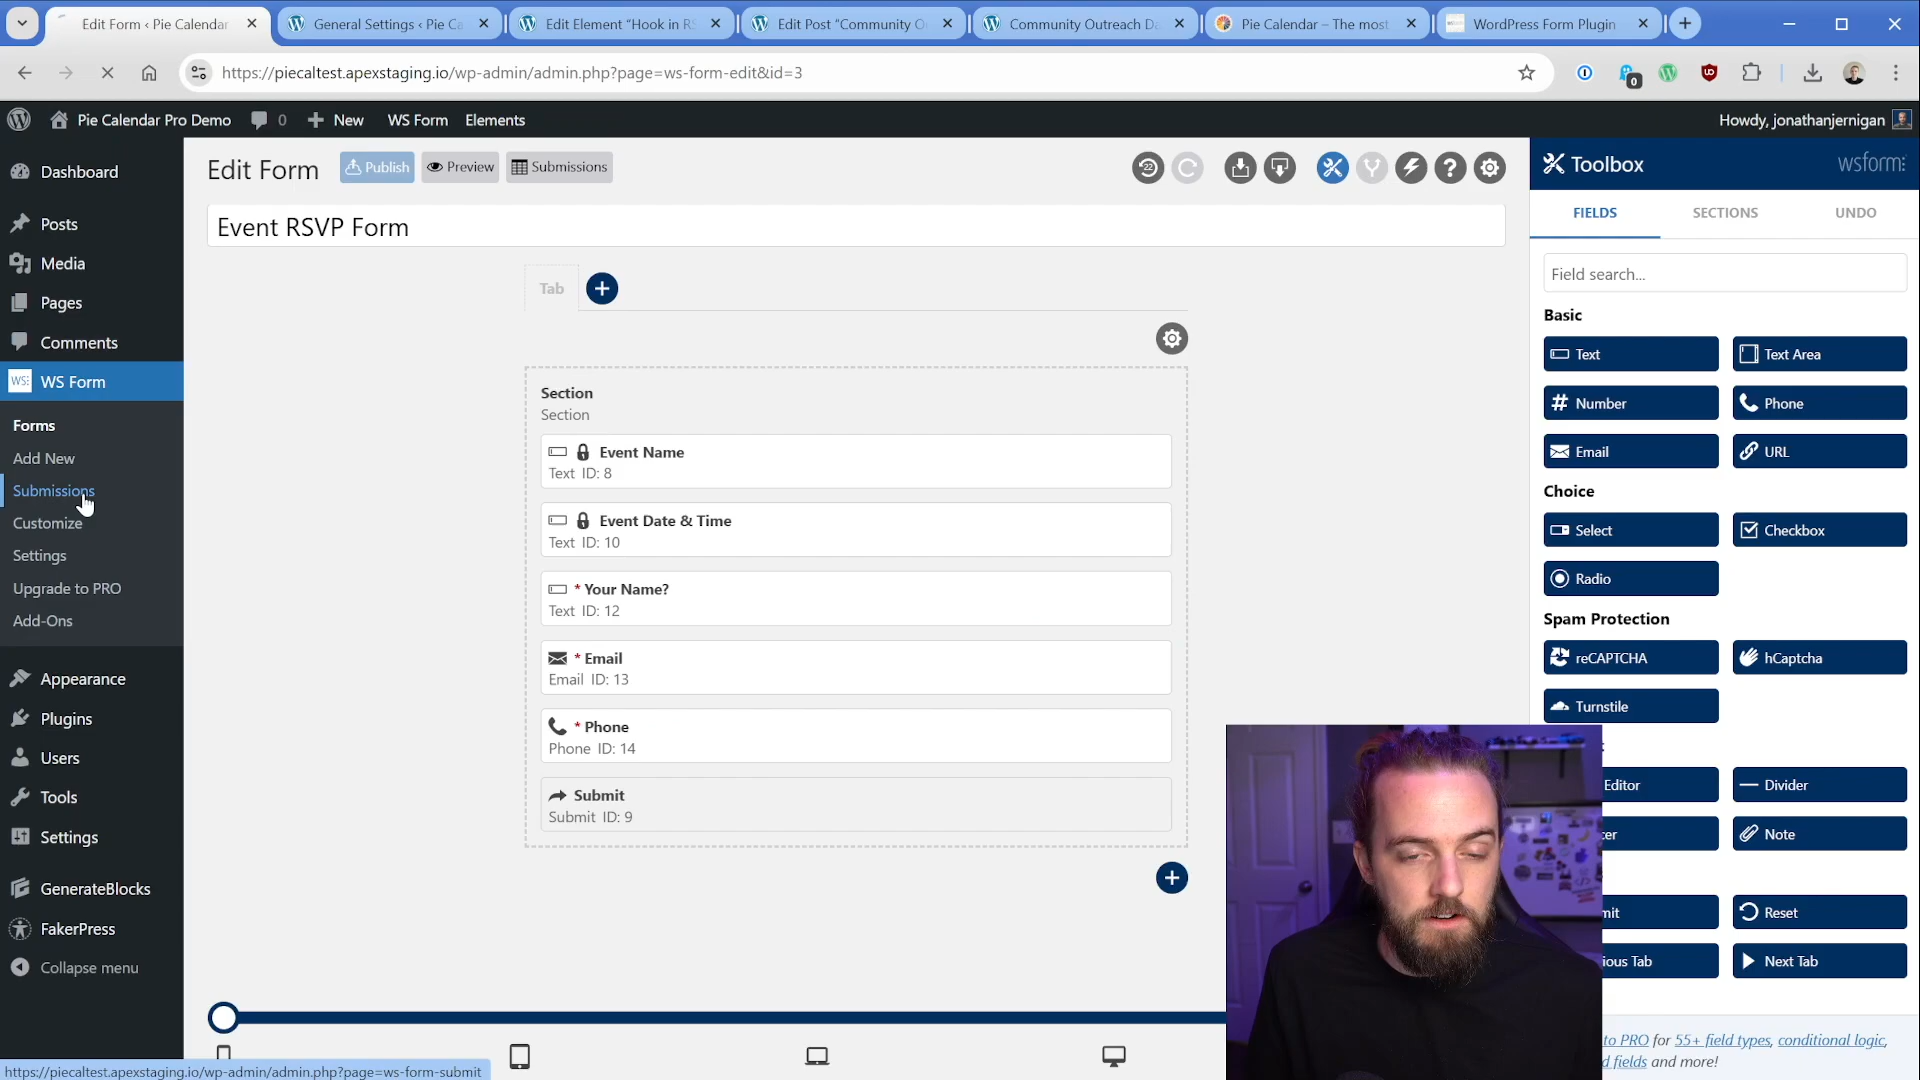 Edit Form ‹ Pie Calendar
General Settings ‹ Pie Ca
Edit Element “Hook in RS
Edit Post “Community O
Community Outreach Da
Pie Calendar – The most
WordPress Form Plugin
https://piecaltest.apexstaging.io/wp-admin/admin.php?page=ws-form-edit&id=3
0
Pie Calendar Pro Demo
0
New
WS Form
Elements
Howdy, jonathanjernigan
Dashboard
Posts
Media
Pages
Comments
WS Form
Forms
Add New
Submissions
Customize
Settings
Upgrade to PRO
Add-Ons
Appearance
Plugins
Users
Tools
Settings
GenerateBlocks
FakerPress
Collapse menu
Edit Form
Publish
Preview
Submissions
22
Event RSVP Form
Tab
Section
Section
Event Name
Text ID: 8
Event Date & Time
Text ID: 10
* Your Name?
Text ID: 12
* Email
Email ID: 13
* Phone
Phone ID: 14
Submit
Submit ID: 9
Toolbox
wsform
FIELDS
SECTIONS
UNDO
Field search...
Basic
Text
Text Area
Number
Phone
Email
URL
Choice
Select
Checkbox
Radio
Spam Protection
reCAPTCHA
hCaptcha
Turnstile
Editor
Divider
Note
Reset
Tab
Next Tab
to PRO for 55+ field types, conditional logic,
fields and more!
https://piecaltest.apexstaging.io/wp-admin/admin.php?page=ws-form-submit